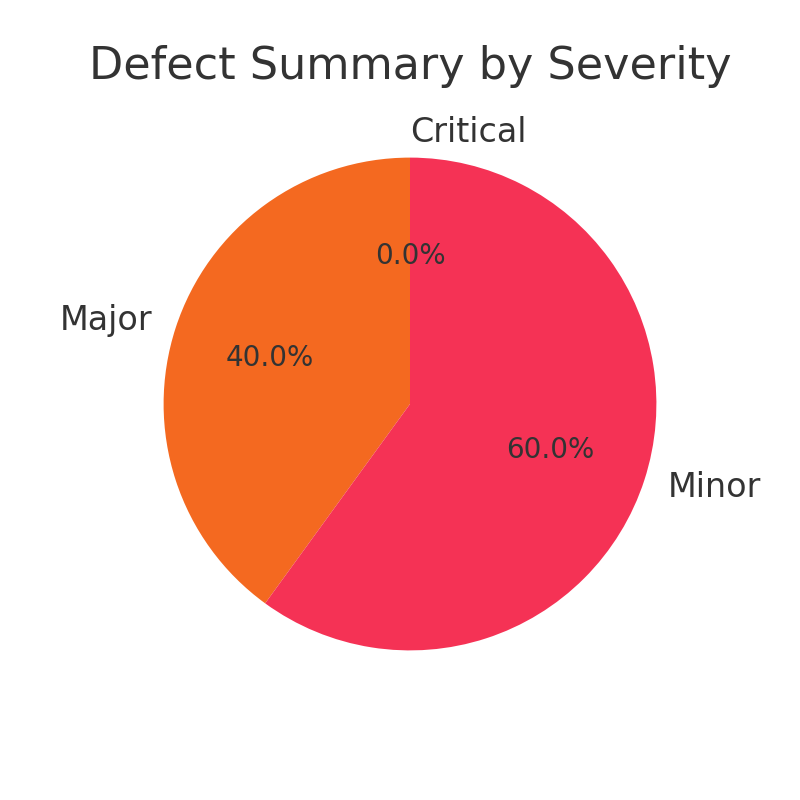 Defect Summary by Severity
Critical
0.0%
Major
40.0%
60.0%
Minor